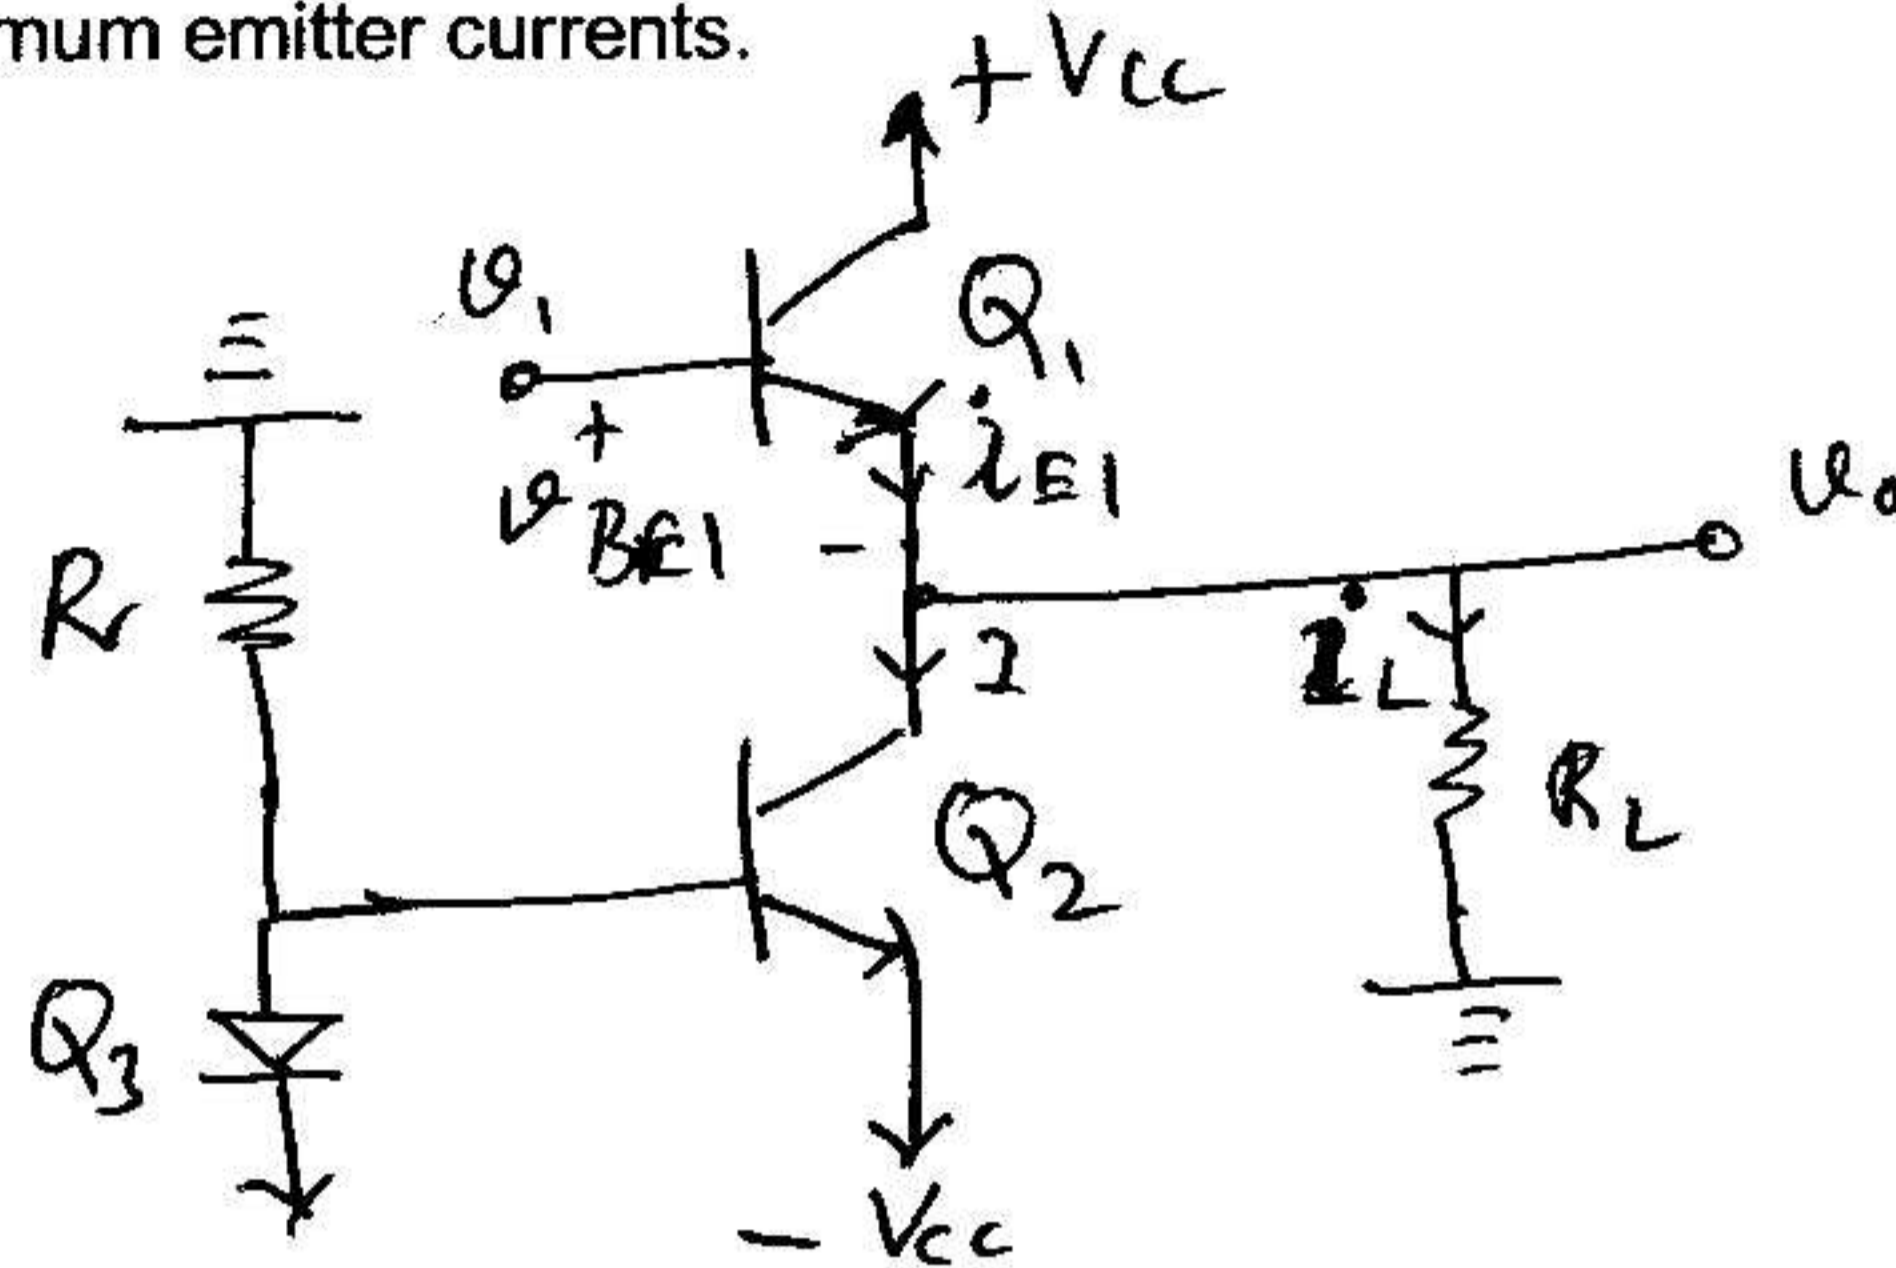 mum emitter currents.
+Vcc
v1
Q1
+
iE1
vo
vBE1
-
Rr
I
iL
RL
Q2
Q3
- Vcc